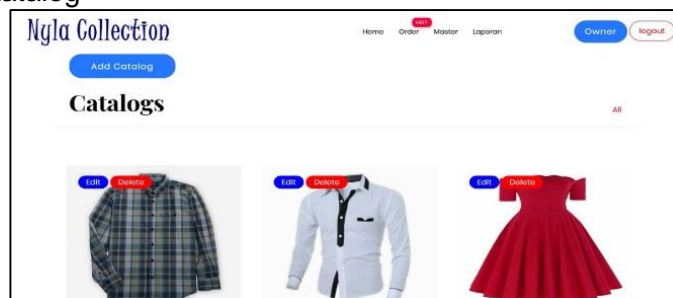 atalog
Nyla Collection
Home Order HOT Master Laporan
Owner
logout
Add Catalog
Catalogs
All
Edit Delete
Edit Delete
Edit Delete